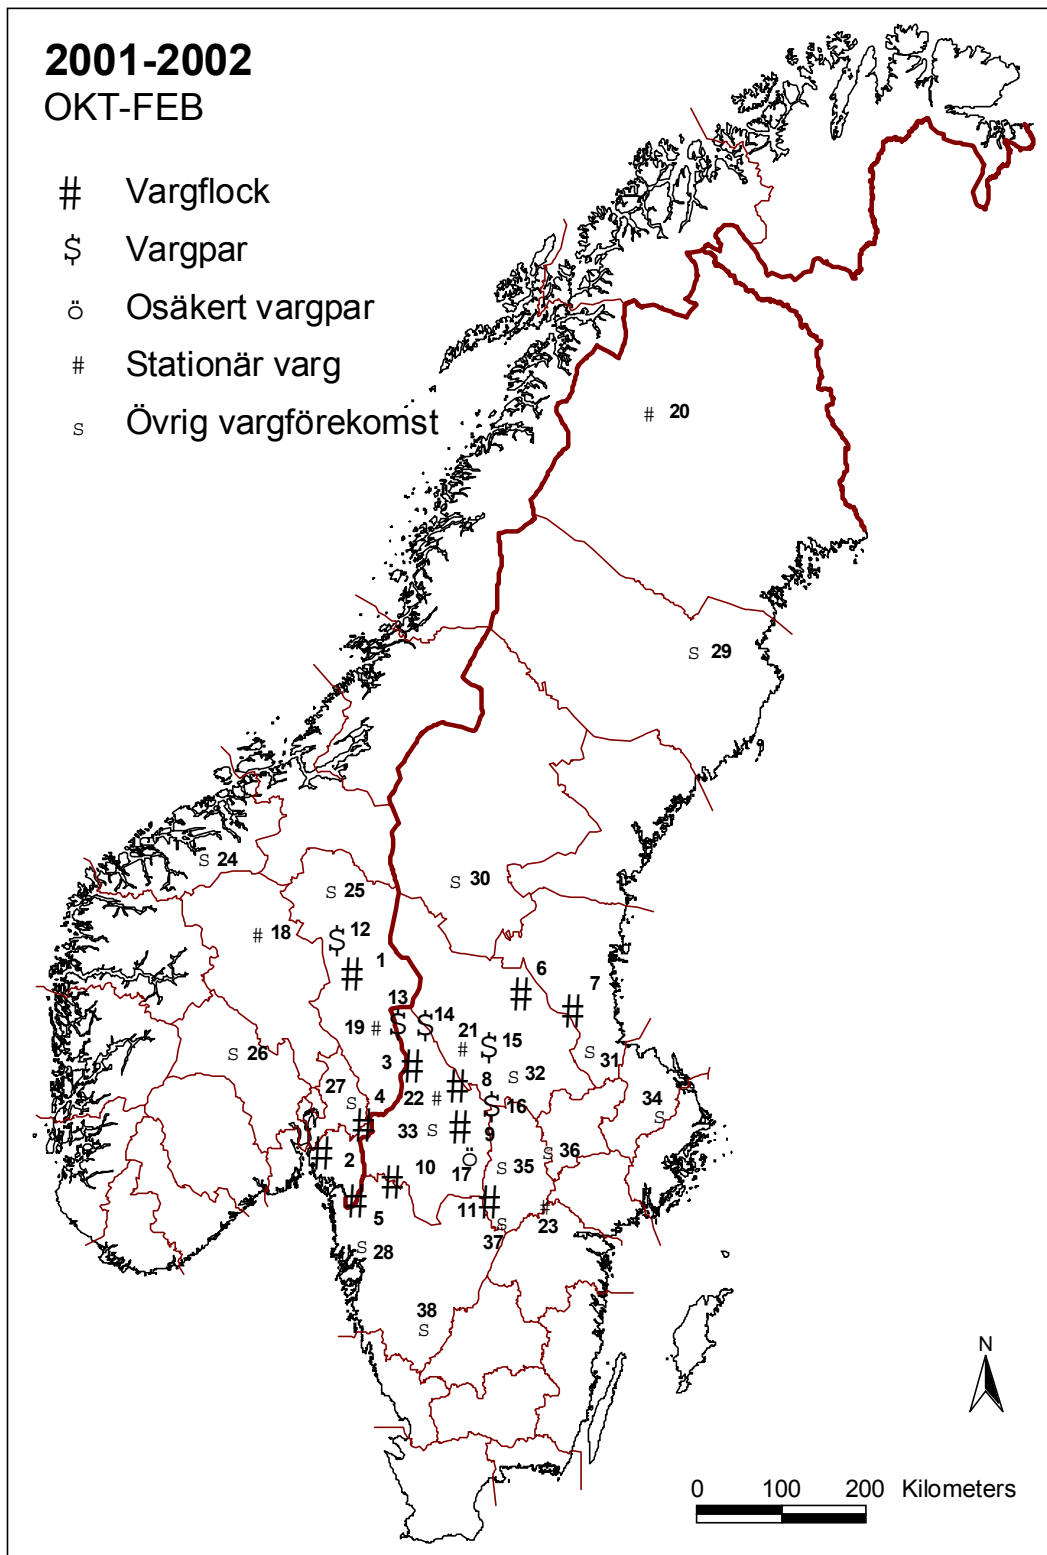 2001-2002
OKT-FEB
# Vargflock
$ Vargpar
ö Osäkert vargpar
# Stationär varg
s Övrig vargförekomst
# 20
s 29
s 24
s 30
s 25
# 18
$ 12
# 1
# 6
# 7
13
19 # $
$ 14
21
#
$ 15
s 26
s 31
3 #
# 8
s 32
27
s
4
#
22 #
$ 16
34
s
33 s
#
9
# 2
ö
17
s 35
s 36
# 10
#
5
11 #
#
23
s
37
s
28
38
s
N
0 100 200 Kilometers